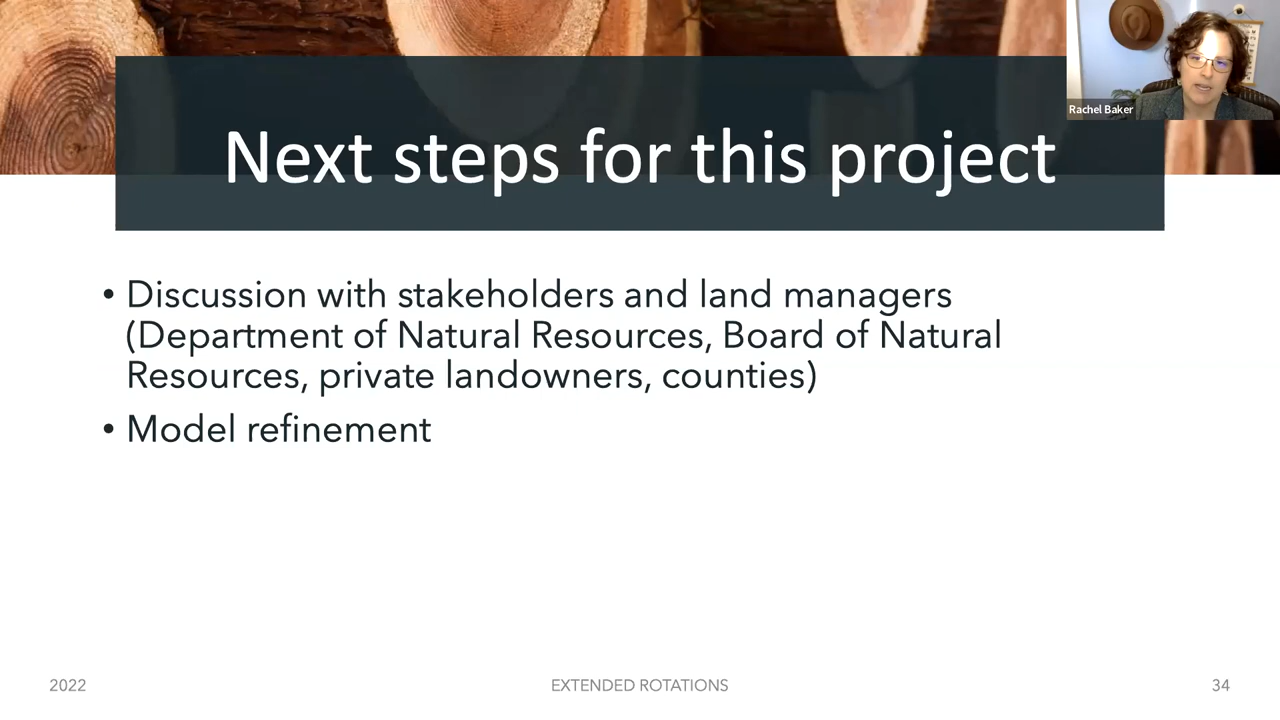 Rachel Baker
Next steps for this project
• Discussion with stakeholders and land managers
(Department of Natural Resources, Board of Natural
Resources, private landowners, counties)
• Model refinement
2022
EXTENDED ROTATIONS
34